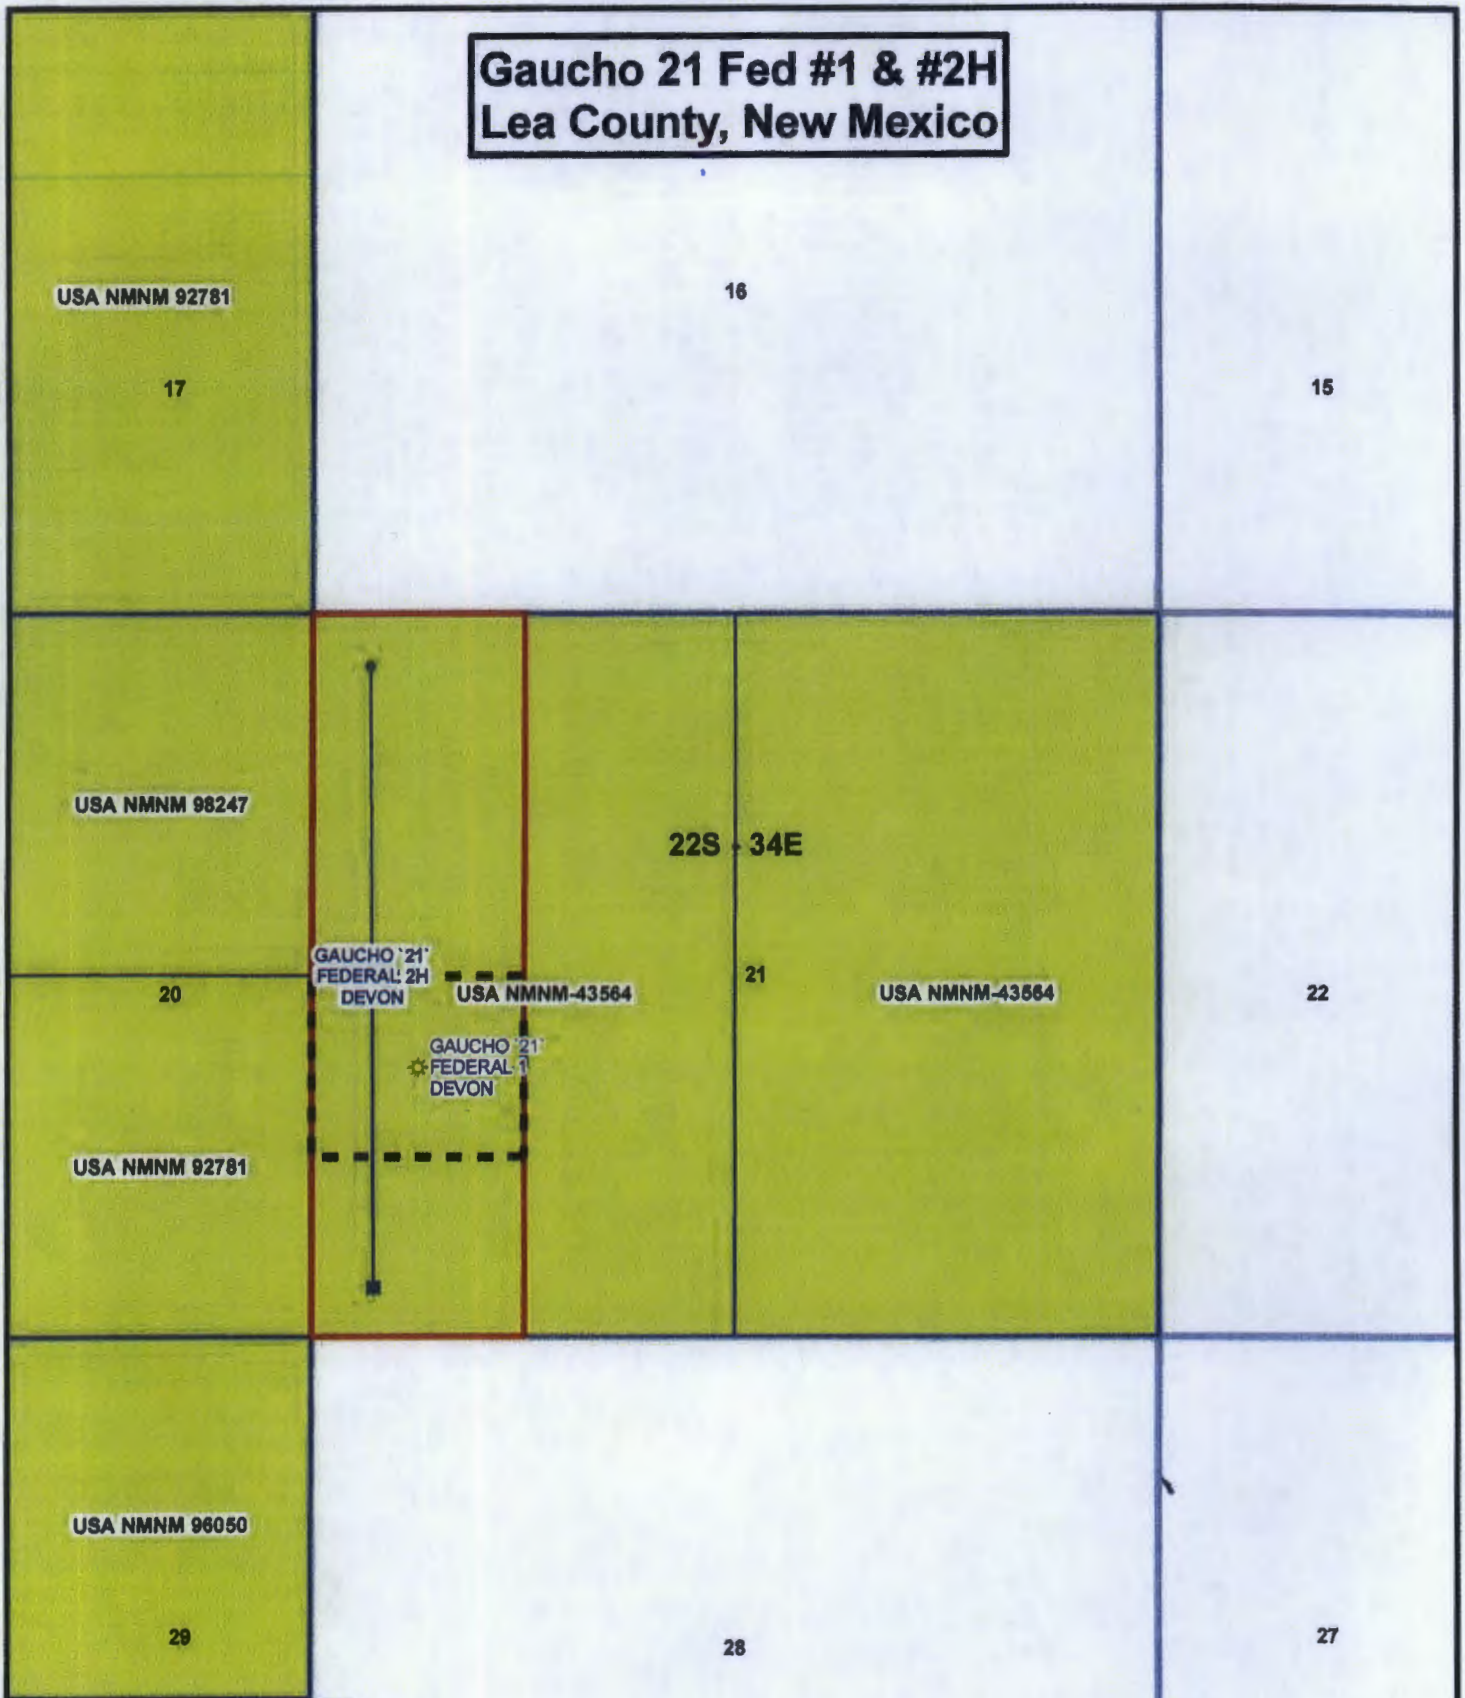 Gaucho 21 Fed #1 & #2H
Lea County, New Mexico
USA NMNM 92781
16
17
15
USA NMNM 98247
22S 34E
GAUCHO '21'
FEDERAL 2H
DEVON
20
USA NMNM-43564
21
USA NMNM-43564
22
GAUCHO '21'
FEDERAL 1
DEVON
USA NMNM 92781
USA NMNM 96050
29
28
27